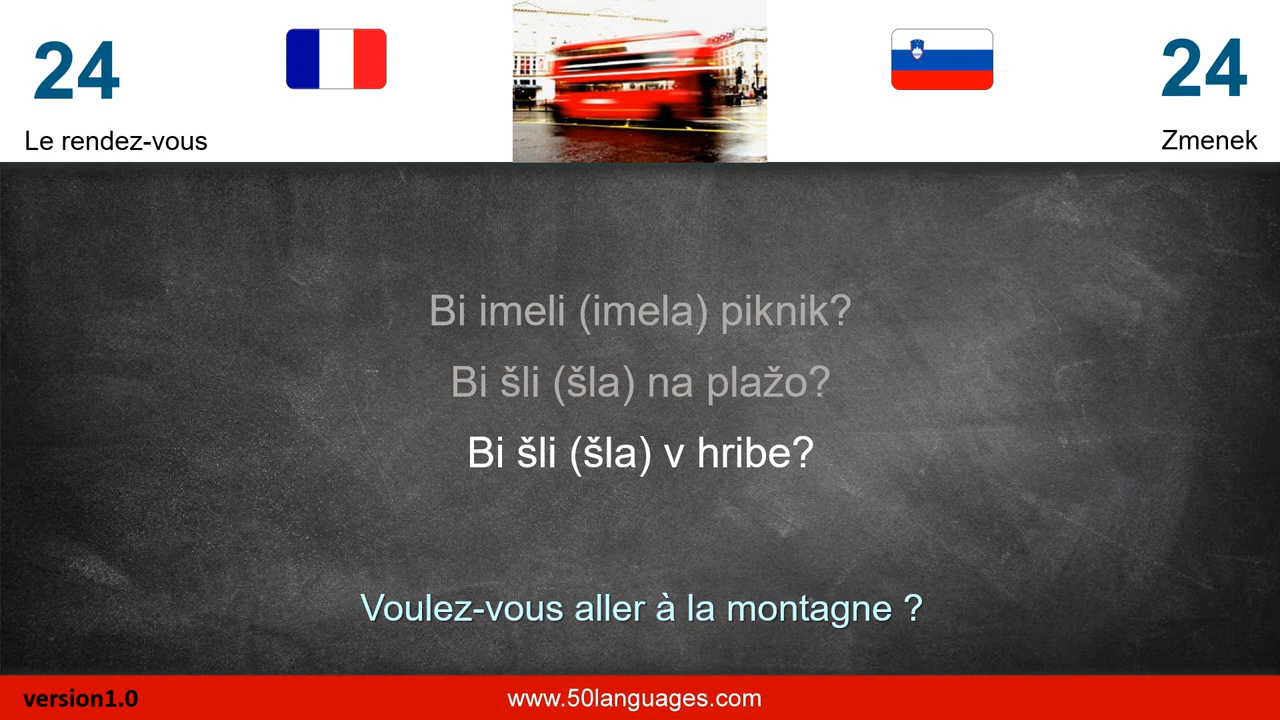 24
24
Le rendez-vous
Zmenek
Bi imeli (imela) piknik?
Bi šli (šla) na plažo?
Bi šli (šla) v hribe?
Voulez-vous aller à la montagne ?
version1.0
www.50languages.com